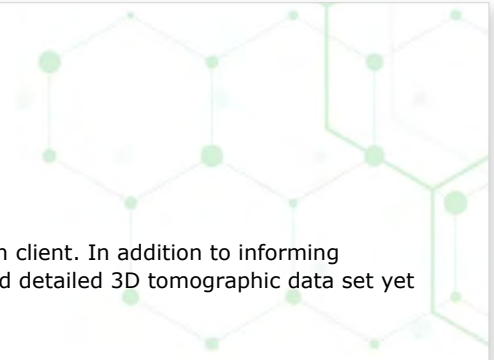 n client. In addition to informing
d detailed 3D tomographic data set yet